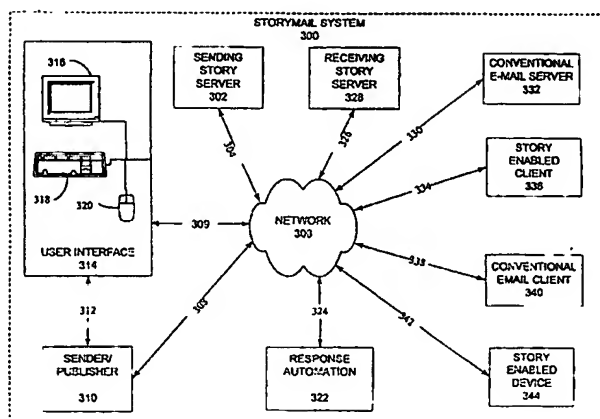 STORYMAIL SYSTEM
300
316
318
320
USER INTERFACE
314
SENDING
STORY
SERVER
302
RECEIVING
STORY
SERVER
328
CONVENTIONAL
E-MAIL SERVER
332
STORY
ENABLED
CLIENT
336
CONVENTIONAL
EMAIL CLIENT
340
STORY
ENABLED
DEVICE
344
NETWORK
303
304
326
330
334
338
342
309
312
324
SENDER/
PUBLISHER
310
RESPONSE
AUTOMATION
322